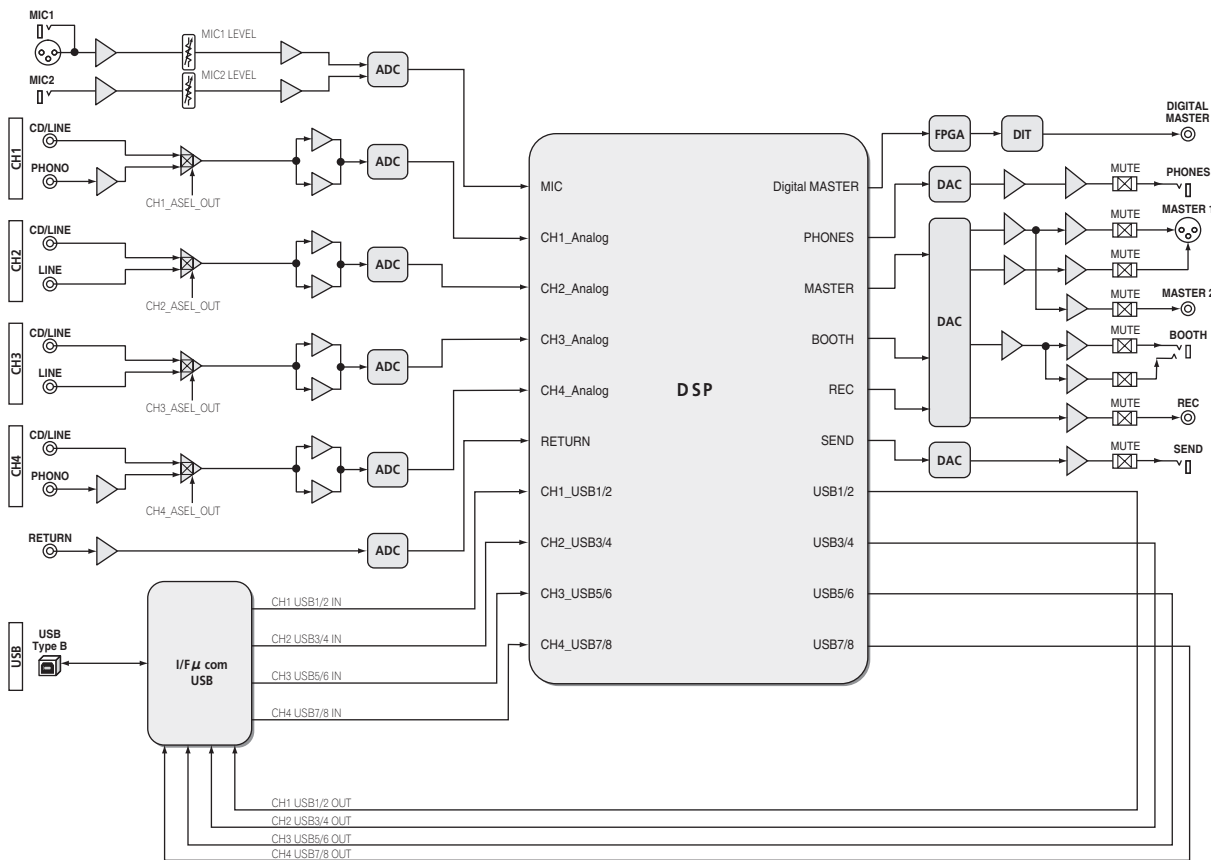 MIC1
MIC1 LEVEL
ADC
MIC2
MIC2 LEVEL
CH1
CD/LINE
PHONO
CH1_ASEL_OUT
ADC
CH2
CD/LINE
LINE
CH2_ASEL_OUT
ADC
CH3
CD/LINE
LINE
CH3_ASEL_OUT
ADC
CH4
CD/LINE
PHONO
CH4_ASEL_OUT
ADC
RETURN
ADC
USB
USB
Type B
I/F μ com
USB
CH1 USB1/2 IN
CH2 USB3/4 IN
CH3 USB5/6 IN
CH4 USB7/8 IN
DSP
MIC
CH1_Analog
CH2_Analog
CH3_Analog
CH4_Analog
RETURN
CH1_USB1/2
CH2_USB3/4
CH3_USB5/6
CH4_USB7/8
Digital MASTER
PHONES
MASTER
BOOTH
REC
SEND
USB1/2
USB3/4
USB5/6
USB7/8
FPGA
DIT
DIGITAL
MASTER
DAC
MUTE
PHONES
DAC
MUTE
MASTER 1
MUTE
MUTE
MASTER 2
MUTE
BOOTH
MUTE
REC
DAC
MUTE
SEND
CH1 USB1/2 OUT
CH2 USB3/4 OUT
CH3 USB5/6 OUT
CH4 USB7/8 OUT